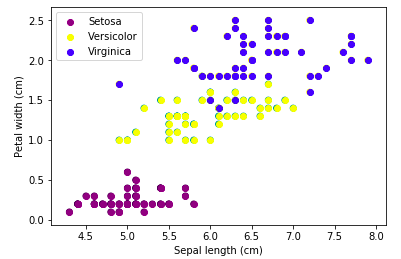 2.5
2.0
1.5
1.0
0.5
0.0
Petal width (cm)
Setosa
Versicolor
Virginica
4.5 5.0 5.5 6.0 6.5 7.0 7.5 8.0
Sepal length (cm)